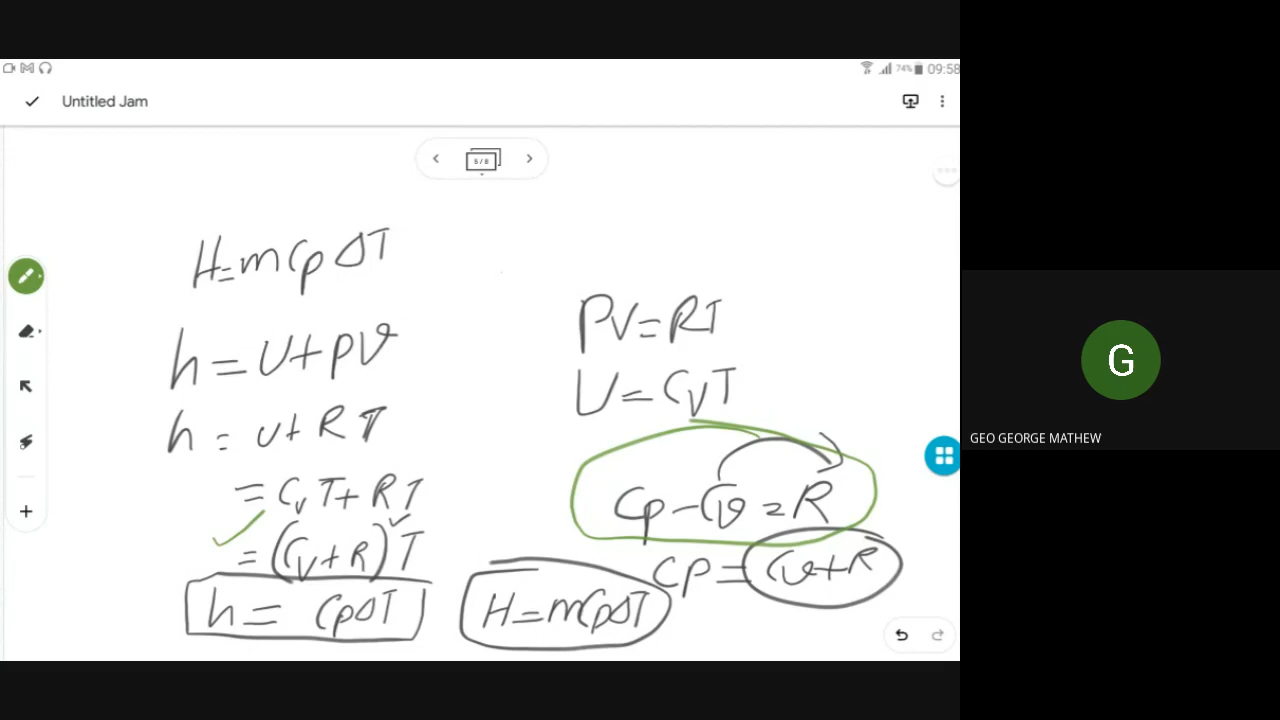 74% 09:58
Untitled Jam
5/8
H=mCpΔT
h=u+pv
h = u+RT
= CvT+RT
= (Cv+R)T
h = CpΔT
H=mCpΔT
PV=RT
U=CvT
Cp-Cv=R
Cp=Cv+R
G
GEO GEORGE MATHEW